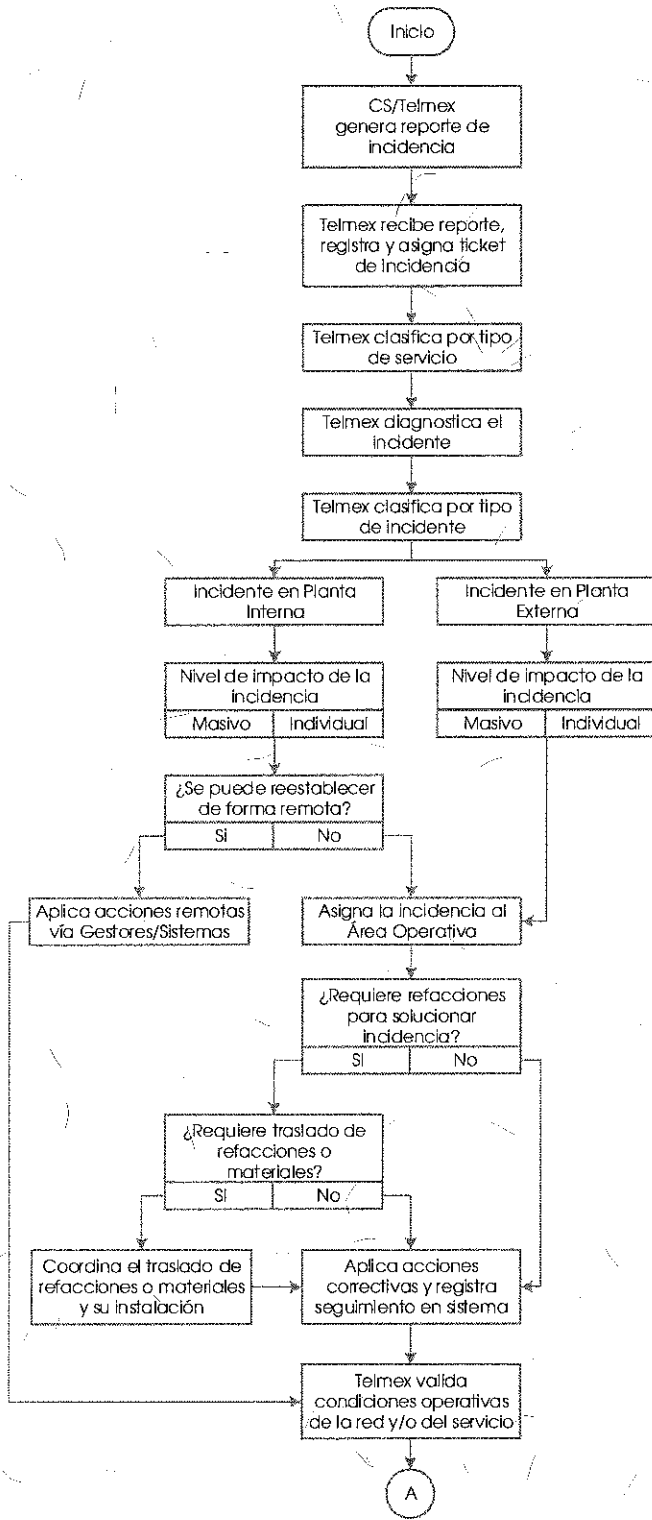 Inicio
CS/Telmex
genera reporte de
incidencia
Telmex recibe reporte,
registra y asigna ticket
de incidencia
Telmex clasifica por tipo
de servicio
Telmex diagnostica el
incidente
Telmex clasifica por tipo
de incidente
Incidente en Planta
Interna
Incidente en Planta
Externa
Nivel de impacto de la
incidencia
Masivo Individual
Nivel de impacto de la
incidencia
Masivo Individual
¿Se puede reestablecer
de forma remota?
Si No
Aplica acciones remotas
vía Gestores/Sistemas
Asigna la incidencia al
Área Operativa
¿Requiere refacciones
para solucionar
incidencia?
Si No
¿Requiere traslado de
refacciones o
materiales?
Si No
Coordina el traslado de
refacciones o materiales
y su instalación
Aplica acciones
correctivas y registra
seguimiento en sistema
Telmex valida
condiciones operativas
de la red y/o del servicio
A